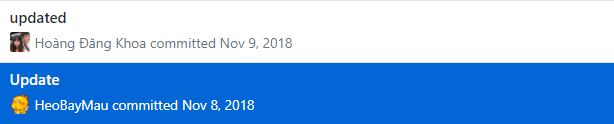 updated
Hoàng Đăng Khoa committed Nov 9, 2018
Update
HeoBayMau committed Nov 8, 2018